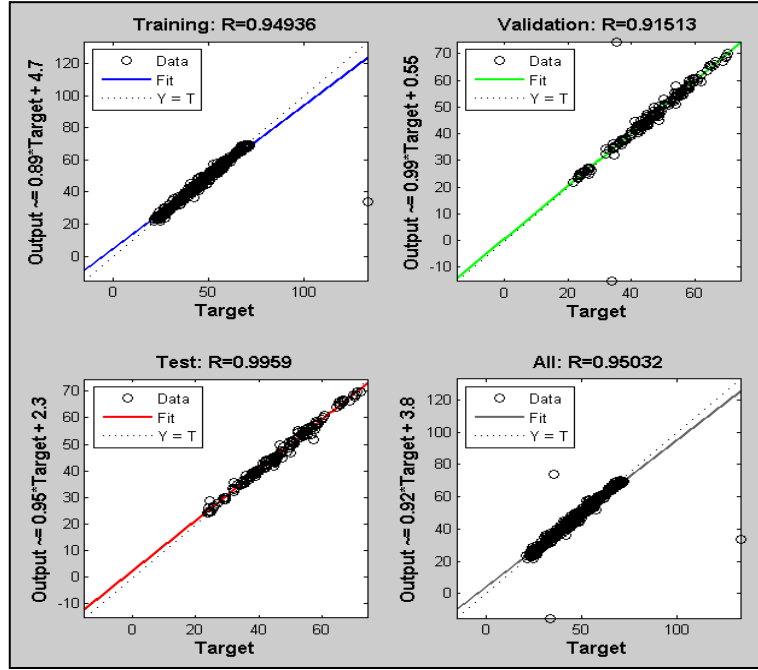 Training: R=0.94936
Output ~= 0.89*Target + 4.7
120
100
80
60
40
20
0
Data
Fit
Y = T
0
50
100
Target
Validation: R=0.91513
Output ~= 0.99*Target + 0.55
70
60
50
40
30
20
10
0
-10
Data
Fit
Y = T
0
20
40
60
Target
Test: R=0.9959
Output ~= 0.95*Target + 2.3
70
60
50
40
30
20
10
0
-10
Data
Fit
Y = T
0
20
40
60
Target
All: R=0.95032
Output ~= 0.92*Target + 3.8
120
100
80
60
40
20
0
Data
Fit
Y = T
0
50
100
Target